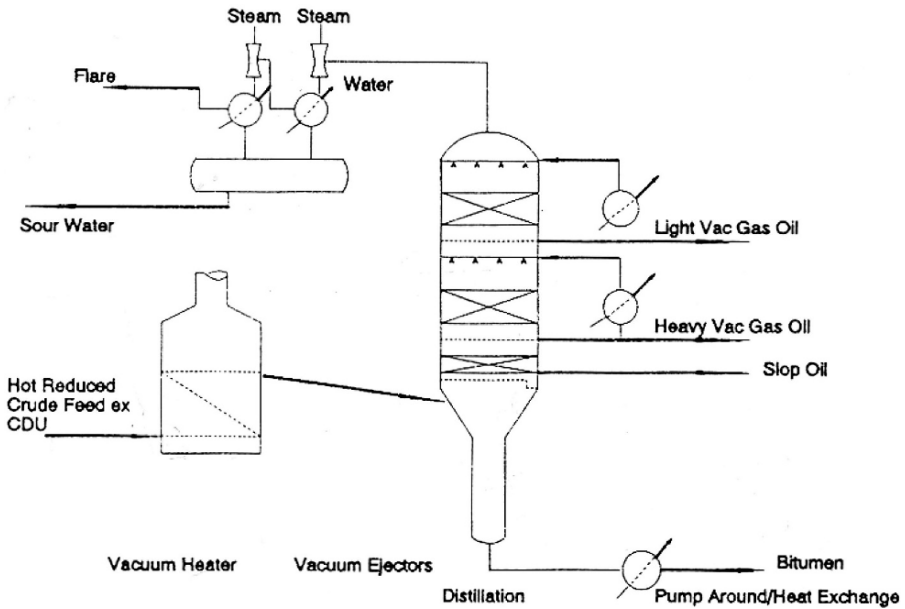 Steam Steam
Flare
Water
Sour Water
Light Vac Gas Oil
Heavy Vac Gas Oil
Slop Oil
Hot Reduced
Crude Feed ex
CDU
Bitumen
Vacuum Heater
Vacuum Ejectors
Distillation
Pump Around/Heat Exchange